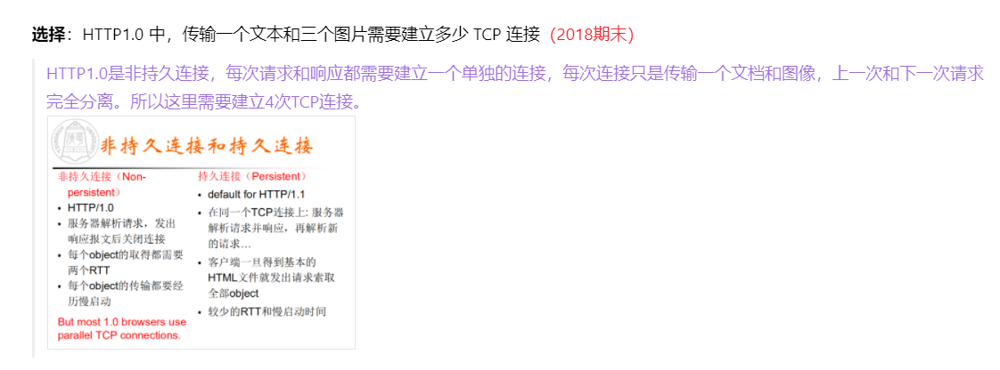 选择：HTTP1.0 中，传输一个文本和三个图片需要建立多少 TCP 连接（2018期末）
HTTP1.0是非持久连接，每次请求和响应都需要建立一个单独的连接，每次连接只是传输一个文档和图像，上一次和下一次请求
完全分离。所以这里需要建立4次TCP连接。
非持久连接和持久连接
非持久连接（Non-
persistent）
• HTTP/1.0
• 服务器解析请求，发出
响应报文后关闭连接
• 每个object的取得都需要
两个RTT
• 每个object的传输都要经
历慢启动
But most 1.0 browsers use
parallel TCP connections.
持久连接（Persistent）
• default for HTTP/1.1
• 在同一个TCP连接上: 服务器
解析请求并响应，再解析新
的请求…
• 客户端一旦得到基本的
HTML文件就发出请求索取
全部object
• 较少的RTT和慢启动时间